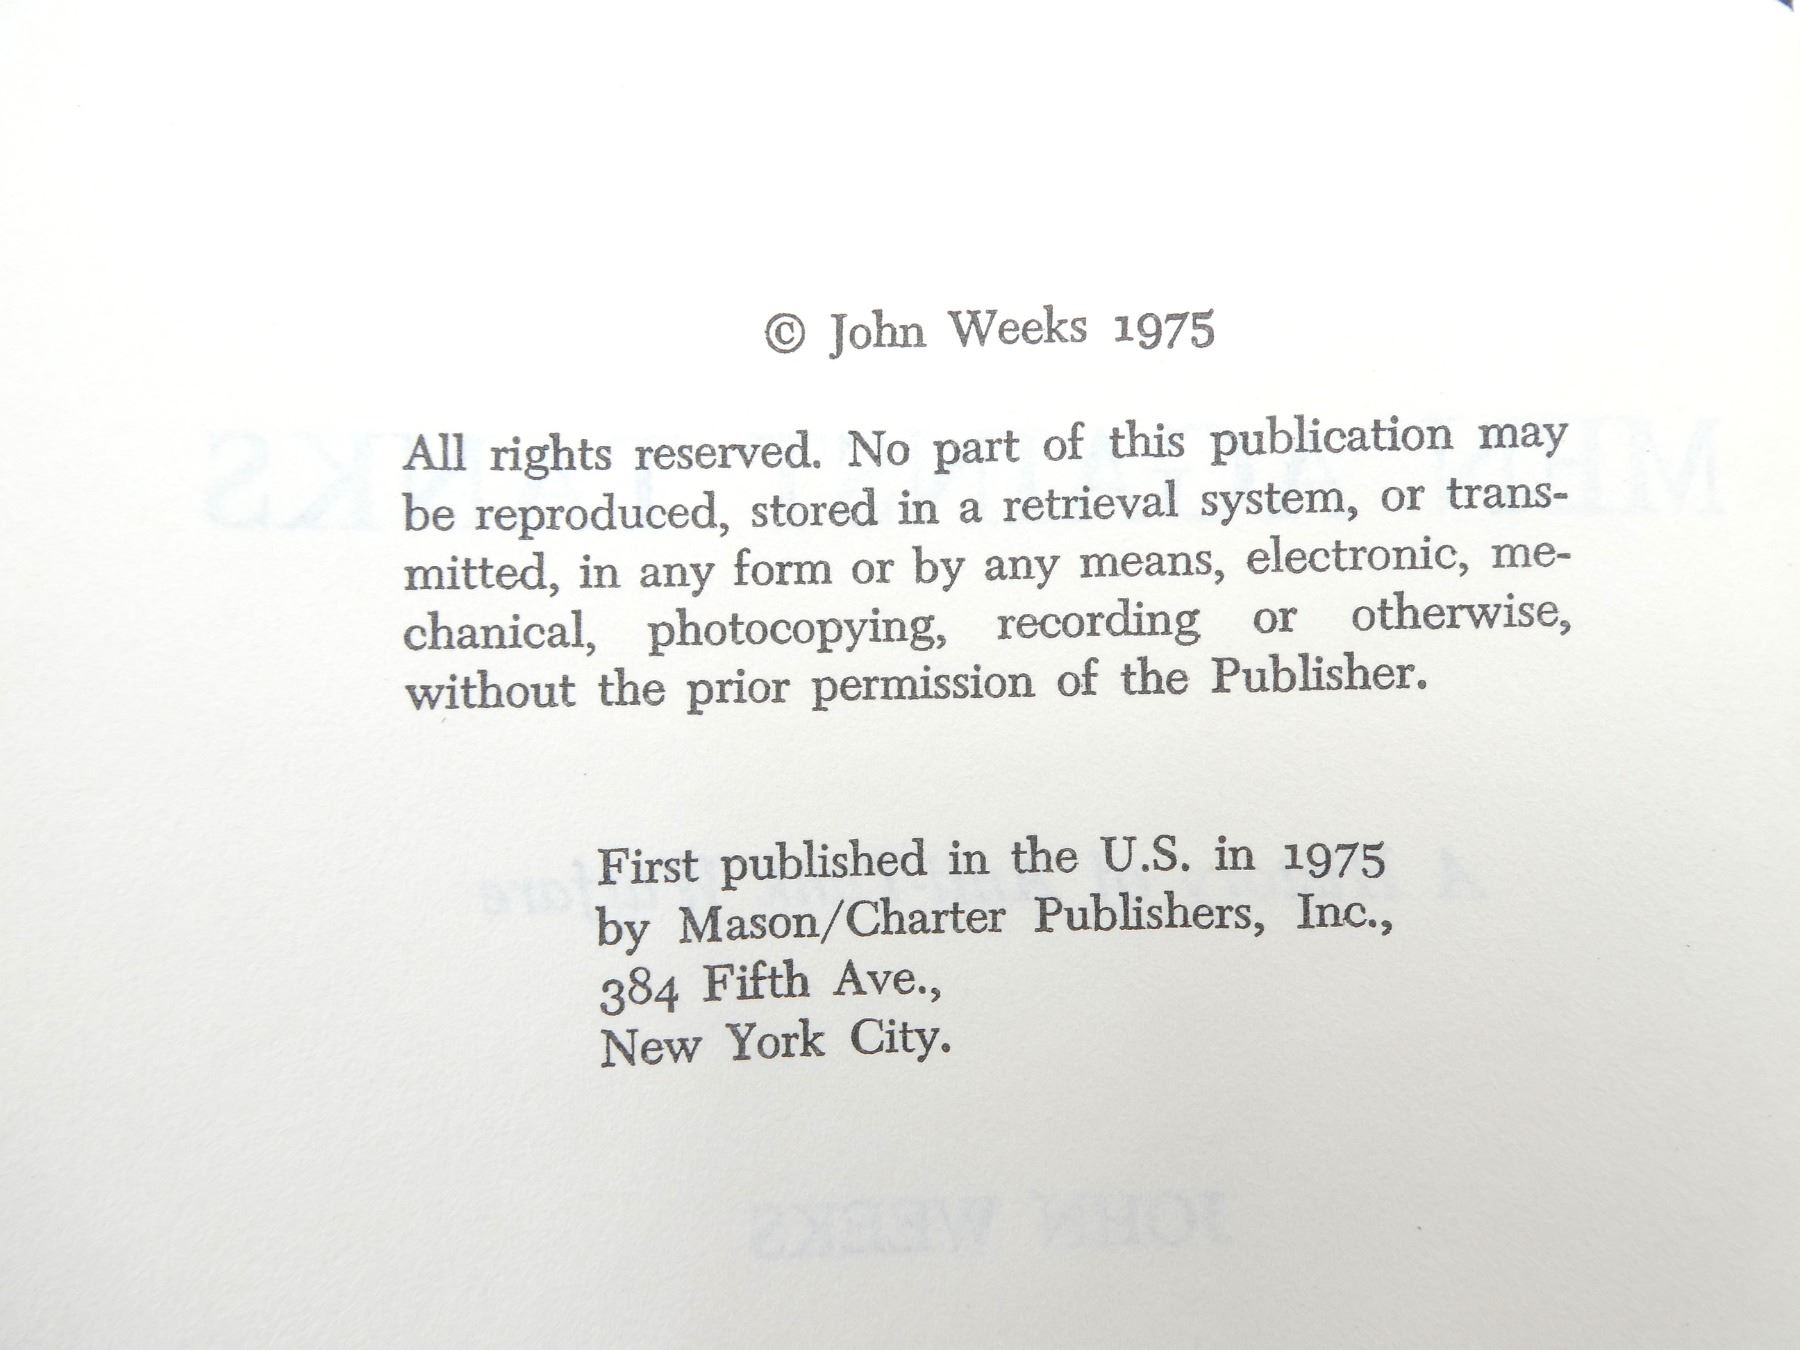 © John Weeks 1975
All rights reserved. No part of this publication may
be reproduced, stored in a retrieval system, or trans-
mitted, in any form or by any means, electronic, me-
chanical, photocopying, recording or otherwise,
without the prior permission of the Publisher.
First published in the U.S. in 1975
by Mason/Charter Publishers, Inc.,
384 Fifth Ave.,
New York City.
JOHN WEEKS